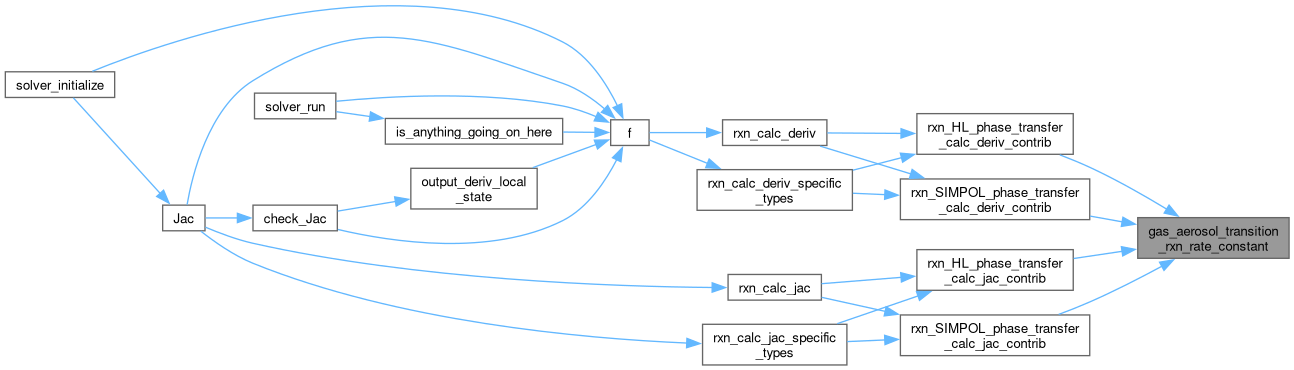 solver_initialize
solver_run
is_anything_going_on_here
output_deriv_local
_state
Jac
check_Jac
f
rxn_calc_deriv
rxn_calc_deriv_specific
_types
rxn_calc_jac
rxn_calc_jac_specific
_types
rxn_HL_phase_transfer
_calc_deriv_contrib
rxn_SIMPOL_phase_transfer
_calc_deriv_contrib
rxn_HL_phase_transfer
_calc_jac_contrib
rxn_SIMPOL_phase_transfer
_calc_jac_contrib
gas_aerosol_transition
_rxn_rate_constant